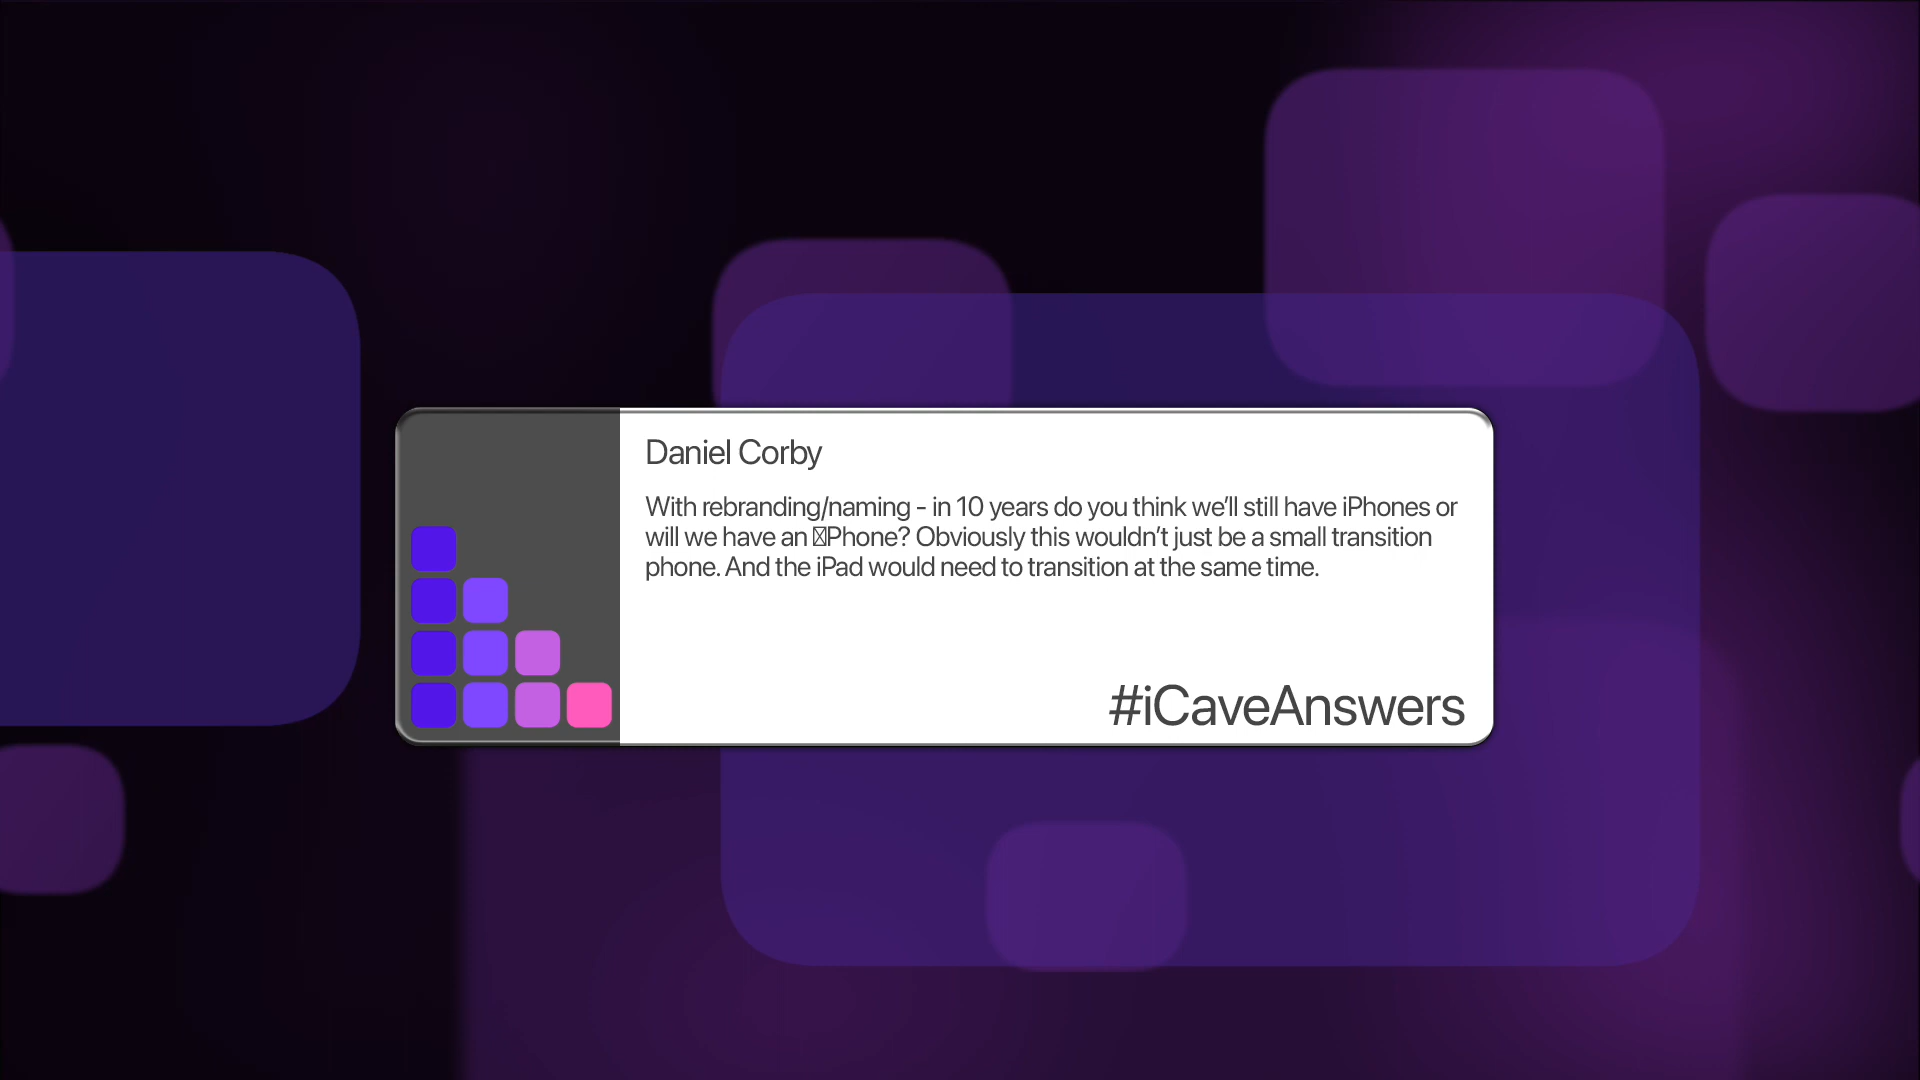 Daniel Corby
With rebranding/naming - in 10 years do you think we’ll still have iPhones or
will we have an Phone? Obviously this wouldn’t just be a small transition
phone. And the iPad would need to transition at the same time.
#iCaveAnswers